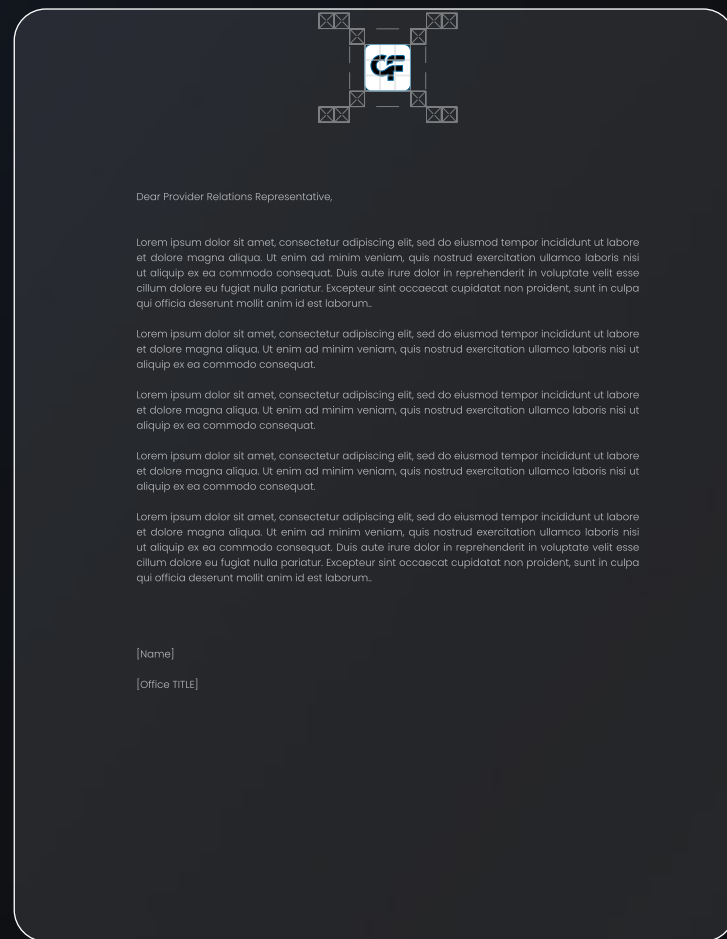 CF
Dear Provider Relations Representative,
Lorem ipsum dolor sit amet, consectetur adipiscing elit, sed do eiusmod tempor incididunt ut labore
et dolore magna aliqua. Ut enim ad minim veniam, quis nostrud exercitation ullamco laboris nisi
ut aliquip ex ea commodo consequat. Duis aute irure dolor in reprehenderit in voluptate velit esse
cillum dolore eu fugiat nulla pariatur. Excepteur sint occaecat cupidatat non proident, sunt in culpa
qui officia deserunt mollit anim id est laborum..
Lorem ipsum dolor sit amet, consectetur adipiscing elit, sed do eiusmod tempor incididunt ut labore
et dolore magna aliqua. Ut enim ad minim veniam, quis nostrud exercitation ullamco laboris nisi ut
aliquip ex ea commodo consequat.
Lorem ipsum dolor sit amet, consectetur adipiscing elit, sed do eiusmod tempor incididunt ut labore
et dolore magna aliqua. Ut enim ad minim veniam, quis nostrud exercitation ullamco laboris nisi ut
aliquip ex ea commodo consequat.
Lorem ipsum dolor sit amet, consectetur adipiscing elit, sed do eiusmod tempor incididunt ut labore
et dolore magna aliqua. Ut enim ad minim veniam, quis nostrud exercitation ullamco laboris nisi ut
aliquip ex ea commodo consequat.
Lorem ipsum dolor sit amet, consectetur adipiscing elit, sed do eiusmod tempor incididunt ut labore
et dolore magna aliqua. Ut enim ad minim veniam, quis nostrud exercitation ullamco laboris nisi
ut aliquip ex ea commodo consequat. Duis aute irure dolor in reprehenderit in voluptate velit esse
cillum dolore eu fugiat nulla pariatur. Excepteur sint occaecat cupidatat non proident, sunt in culpa
qui officia deserunt mollit anim id est laborum..
[Name]
[Office TITLE]